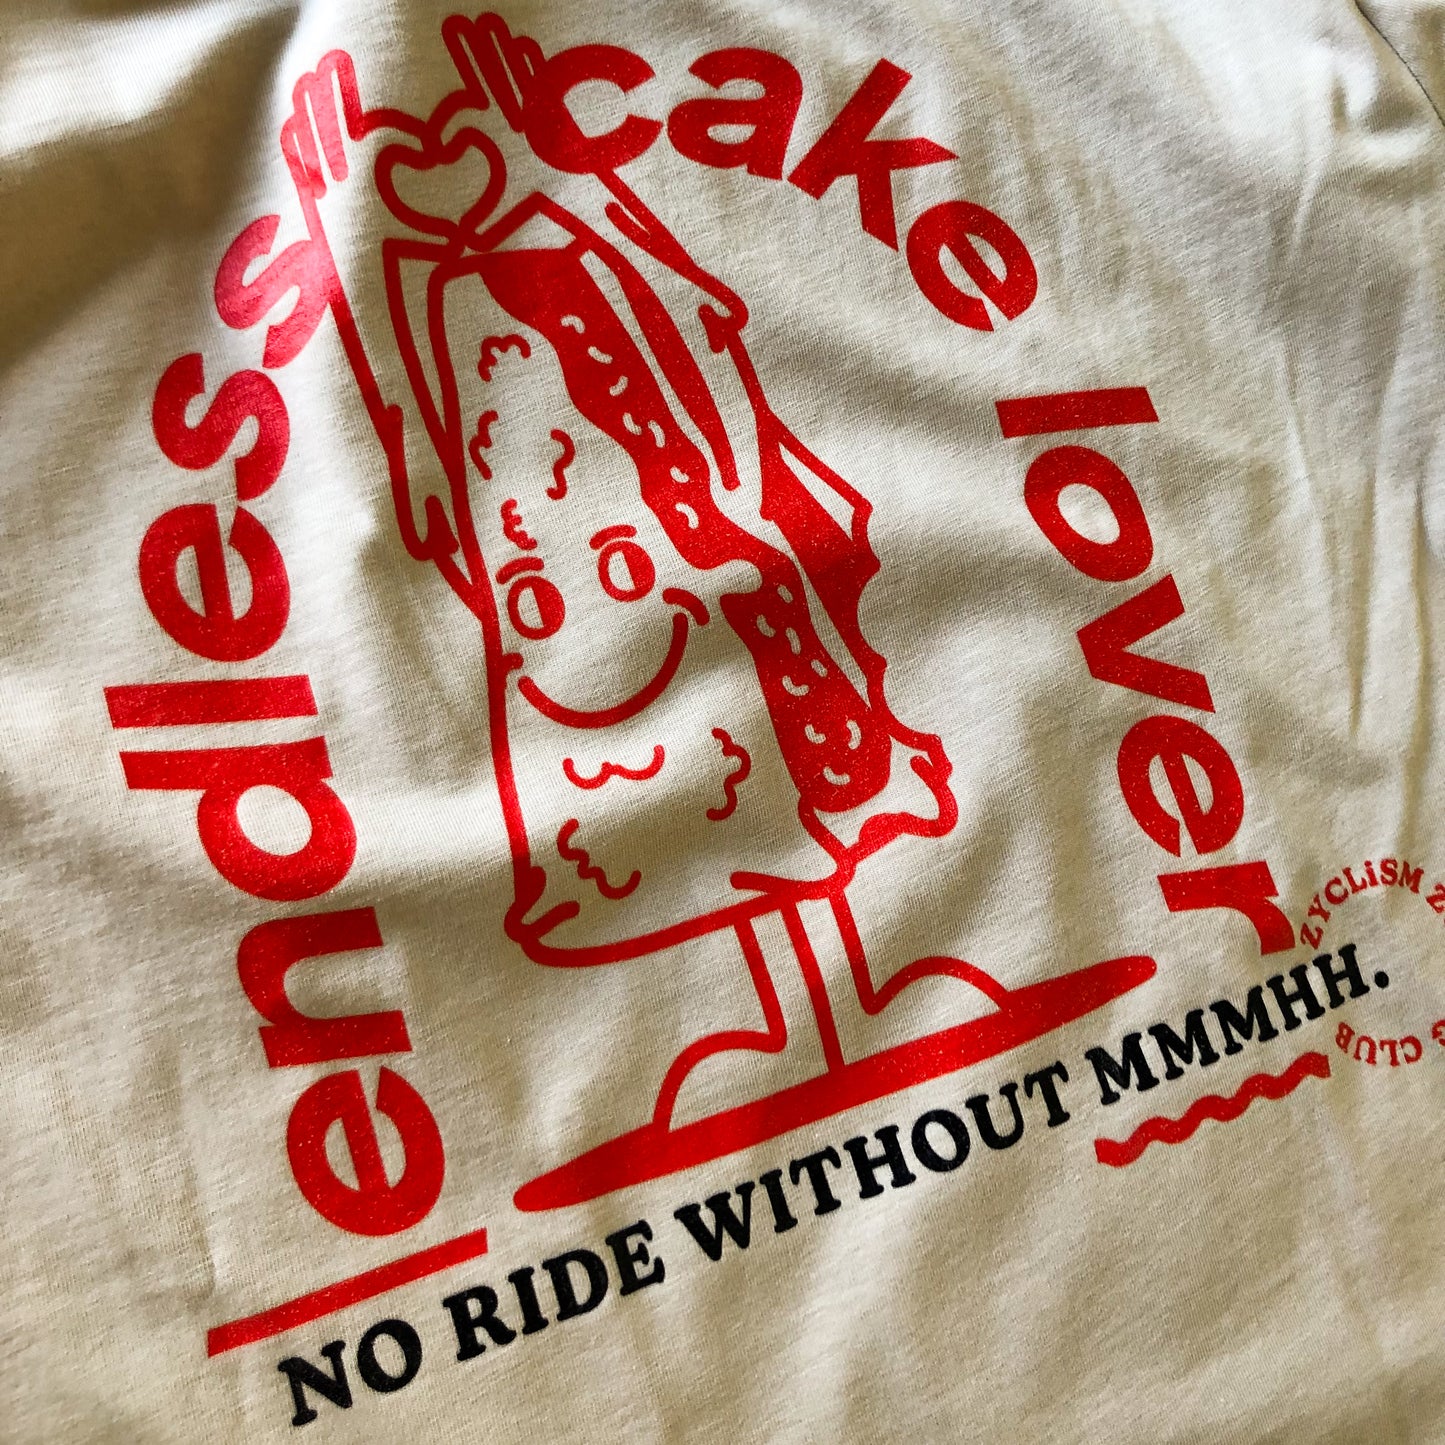 endless cake lover
NO RIDE WITHOUT MMMHH.
ZYCLiSM
CLUB